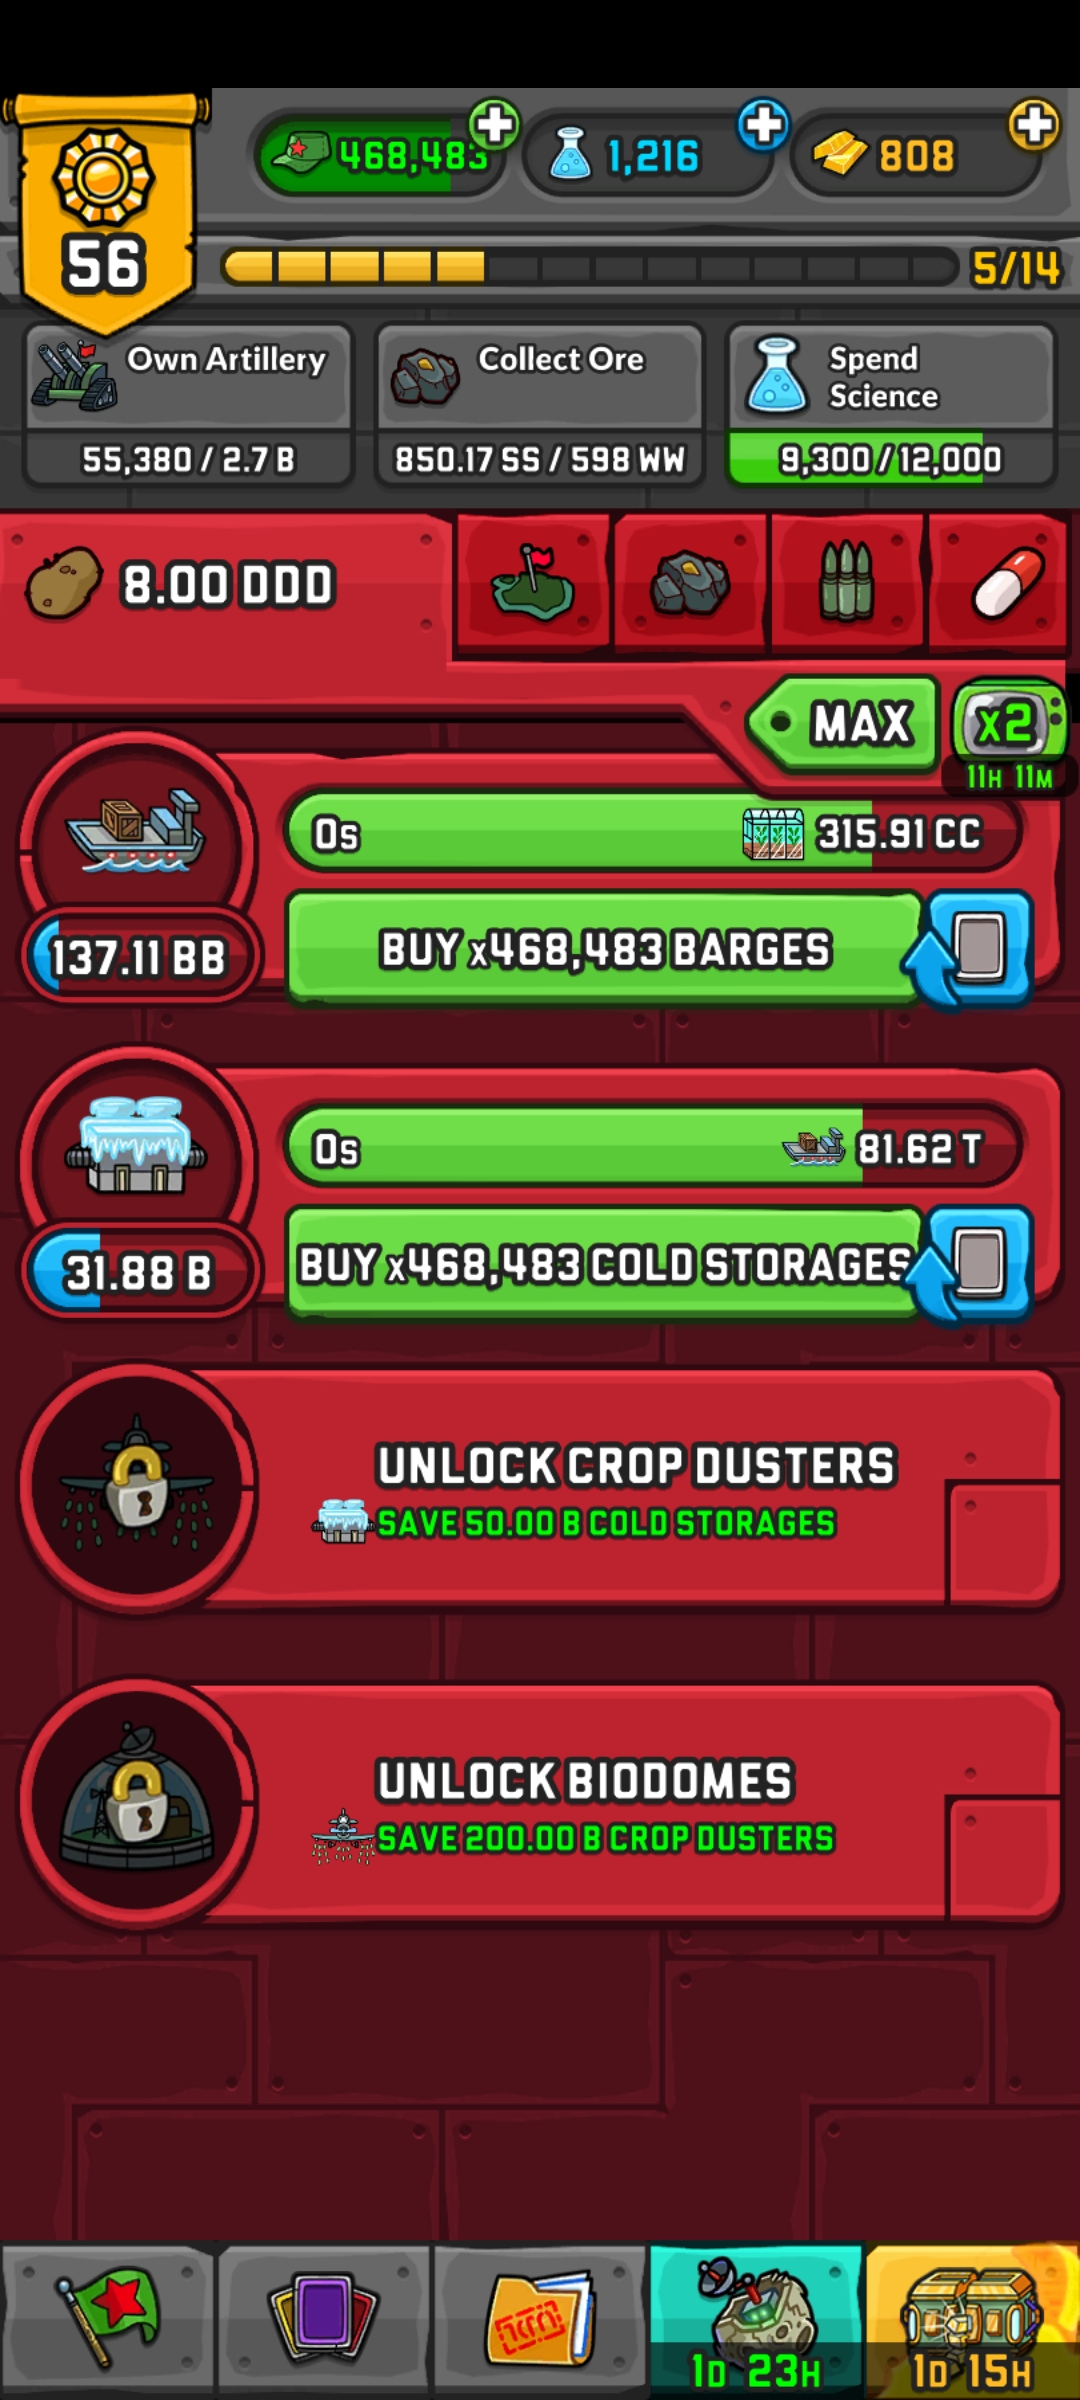 468,483
1,216
808
56
5/14
Own Artillery
55,380 / 2.7 B
Collect Ore
850.17 SS / 598 WW
Spend
Science
9,300 / 12,000
8.00 DDD
MAX
x2
11H 11M
0s
315.91 CC
137.11 BB
BUY x468,483 BARGES
0s
81.62 T
31.88 B
BUY x468,483 COLD STORAGES
UNLOCK CROP DUSTERS
SAVE 50.00 B COLD STORAGES
UNLOCK BIODOMES
SAVE 200.00 B CROP DUSTERS
1D 23H
1D 15H